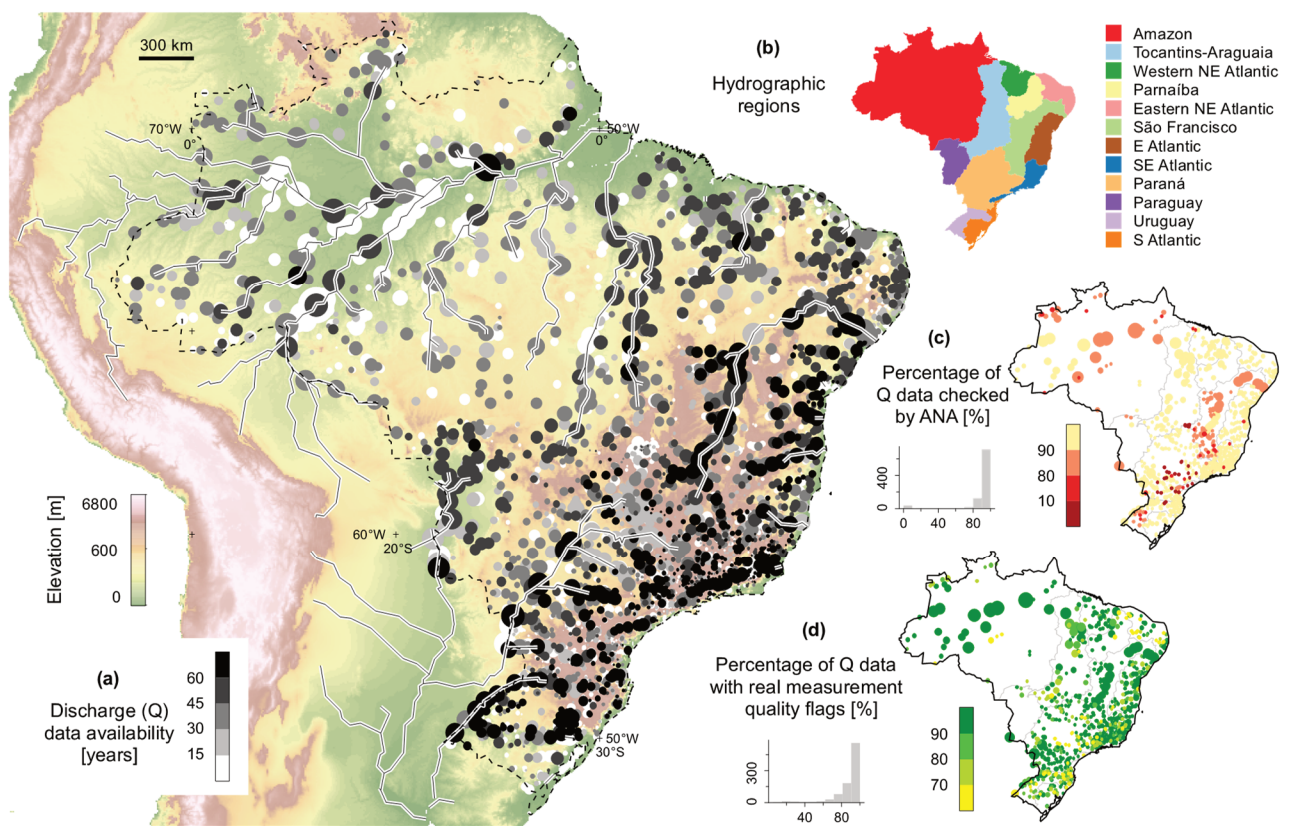 300 km
70°W
0°
50°W
0°
60°W
20°S
50°W
30°S
Elevation [m]
6800
600
0
(a)
Discharge (Q)
data availability
[years]
60
45
30
15
(b)
Hydrographic
regions
Amazon
Tocantins-Araguaia
Western NE Atlantic
Parnaíba
Eastern NE Atlantic
São Francisco
E Atlantic
SE Atlantic
Paraná
Paraguay
Uruguay
S Atlantic
(c)
Percentage of
Q data checked
by ANA [%]
0 400
0 40 80
90
80
10
(d)
Percentage of Q data
with real measurement
quality flags [%]
0 300
40 80
90
80
70